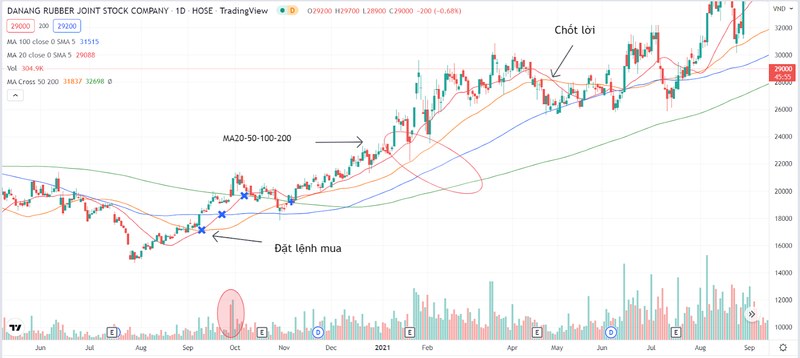 DANANG RUBBER JOINT STOCK COMPANY · 1D · HOSE · TradingView D O29200 H29700 L28900 C29000 -200 (-0.68%)
VND
29000 200 29200
MA 100 close 0 SMA 5 31515
MA 20 close 0 SMA 5 29088
Vol 304.9K
MA Cross 50 200 31837 32698 0
Chốt lời
MA20-50-100-200
Đặt lệnh mua
32000
30000
29000
45:55
28000
26000
24000
22000
20000
18000
16000
14000
12000
10000
E D E E D E E D E
Jun Jul Aug Sep Oct Nov Dec 2021 Feb Apr May Jun Jul Aug Sep